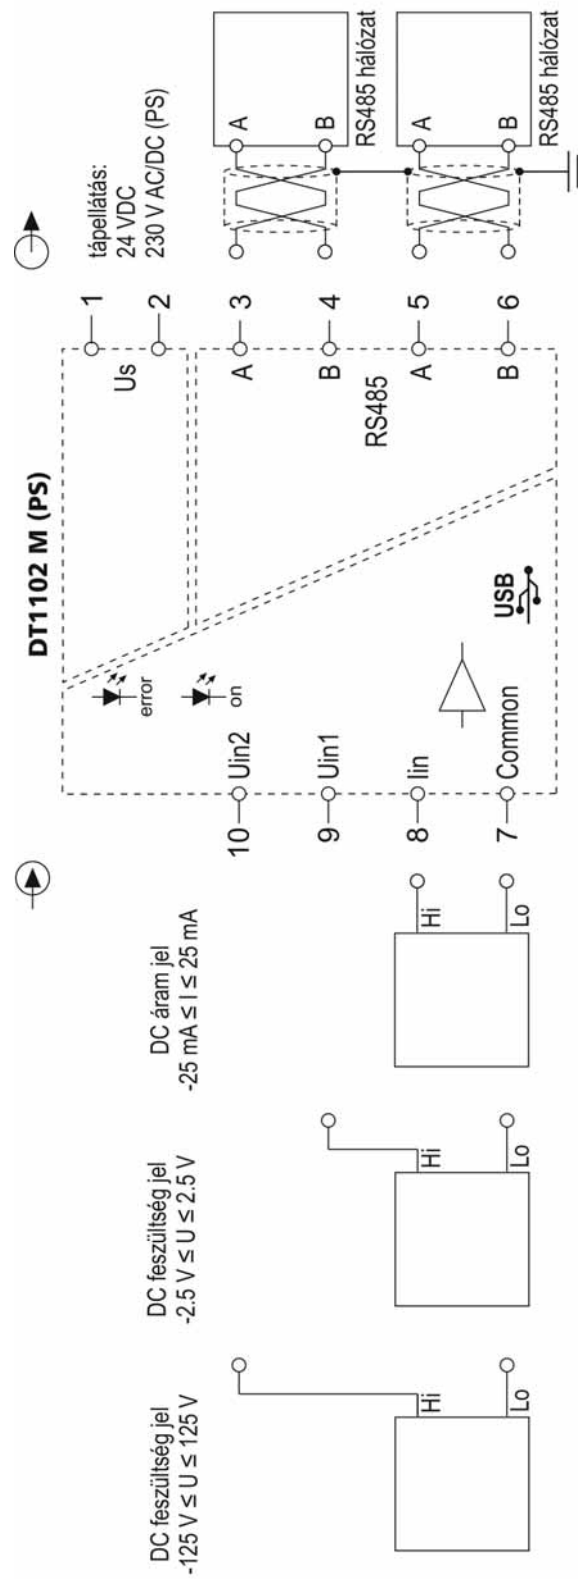 DC feszültség jel
-125 V ≤ U ≤ 125 V
Hi
Lo
DC feszültség jel
-2.5 V ≤ U ≤ 2.5 V
Hi
Lo
DC áram jel
-25 mA ≤ I ≤ 25 mA
Hi
Lo
DT1102 M (PS)
10
Uin2
9
Uin1
8
Iin
7
Common
error
on
USB
Us
1
2
A
3
B
4
RS485
A
5
B
6
tápellátás:
24 VDC
230 V AC/DC (PS)
A
B
RS485 hálózat
A
B
RS485 hálózat